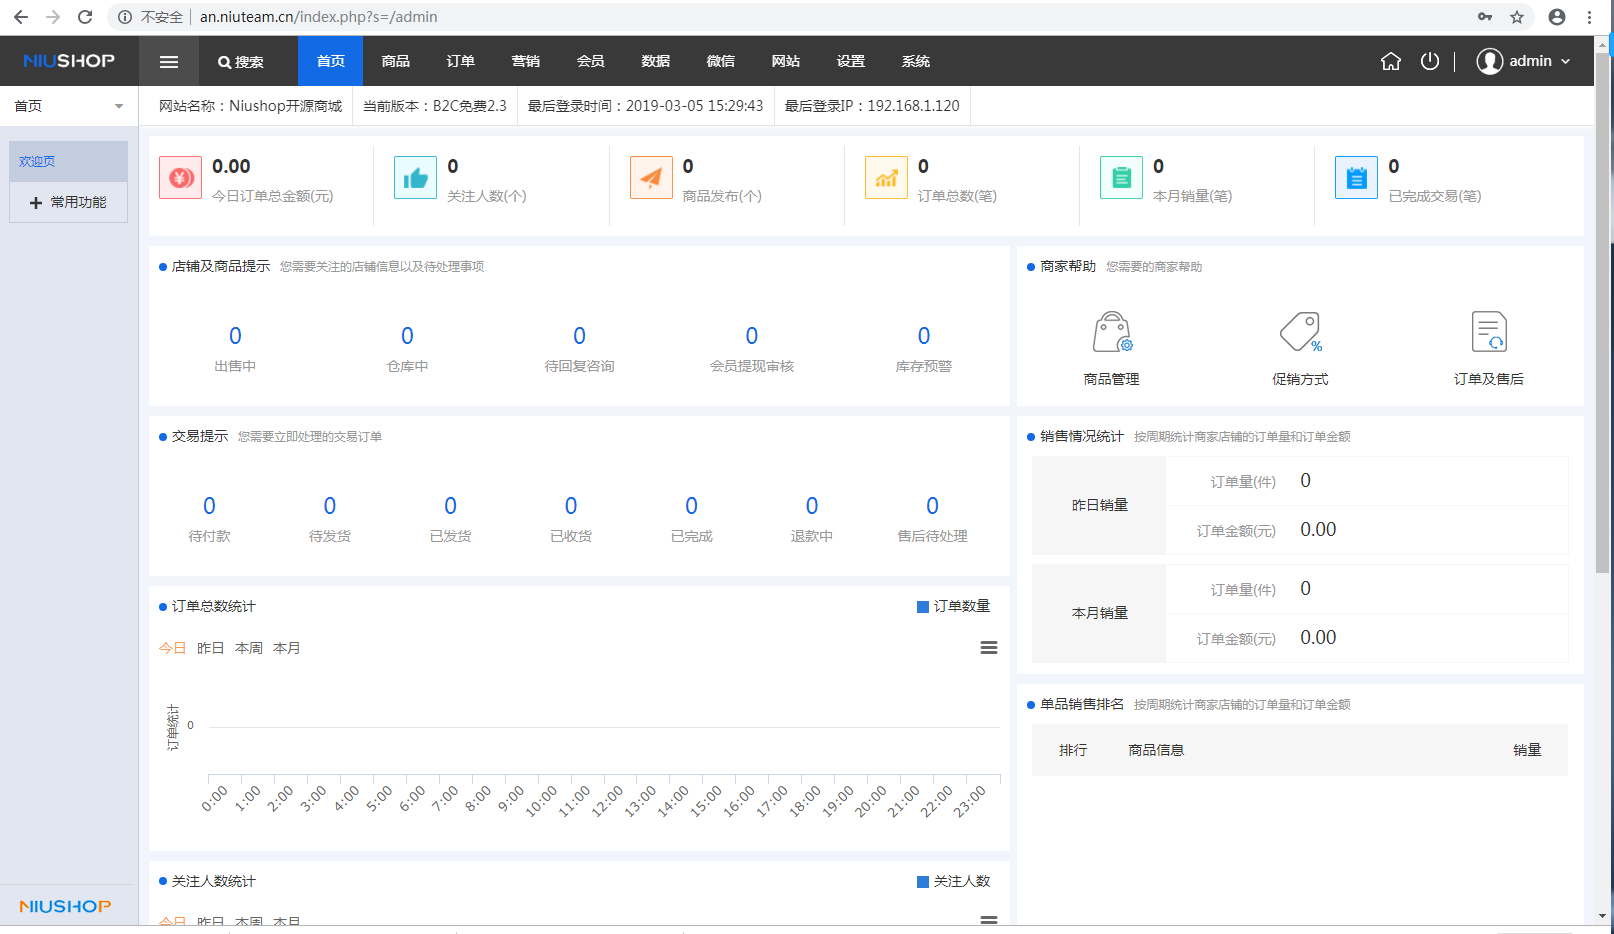 不安全 an.niuteam.cn/index.php?s=/admin
NIUSHOP 搜索 首页 商品 订单 营销 会员 数据 微信 网站 设置 系统 admin
首页 网站名称：Niushop开源商城 当前版本：B2C免费2.3 最后登录时间：2019-03-05 15:29:43 最后登录IP：192.168.1.120
欢迎页
常用功能
0.00 0 0 0 0 0
今日订单总金额(元) 关注人数(个) 商品发布(个) 订单总数(笔) 本月销量(笔) 已完成交易(笔)
店铺及商品提示 您需要关注的店铺信息以及待处理事项
0 0 0 0 0
出售中 仓库中 待回复咨询 会员提现审核 库存预警
商家帮助 您需要的商家帮助
%
商品管理 促销方式 订单及售后
交易提示 您需要立即处理的交易订单
0 0 0 0 0 0 0
待付款 待发货 已发货 已收货 已完成 退款中 售后待处理
销售情况统计 按周期统计商家店铺的订单量和订单金额
昨日销量
订单量(件) 0
订单金额(元) 0.00
本月销量
订单量(件) 0
订单金额(元) 0.00
订单总数统计 订单数量
今日 昨日 本周 本月
订单统计
0
0:00 1:00 2:00 3:00 4:00 5:00 6:00 7:00 8:00 9:00 10:00 11:00 12:00 13:00 14:00 15:00 16:00 17:00 18:00 19:00 20:00 21:00 22:00 23:00
单品销售排名 按周期统计商家店铺的订单量和订单金额
排行 商品信息 销量
关注人数统计 关注人数
今日 昨日 本周 本月
NIUSHOP